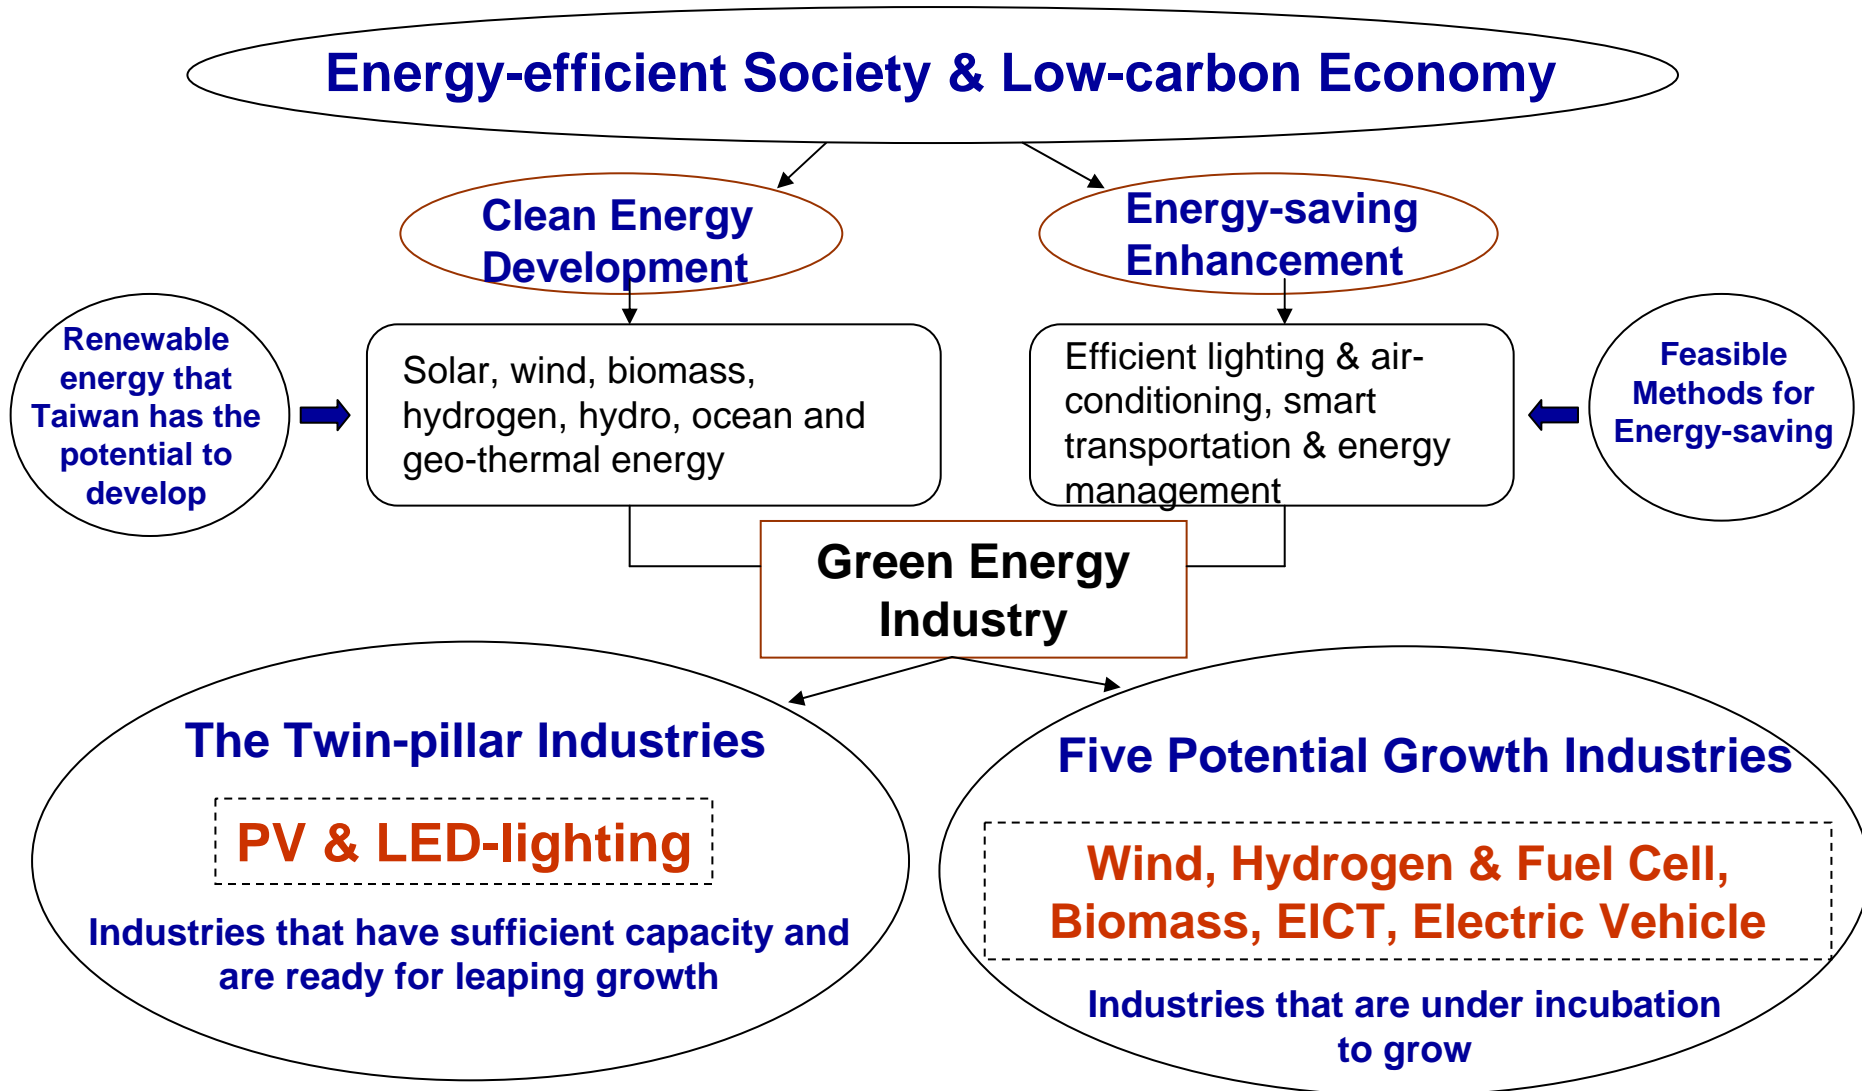 Energy-efficient Society & Low-carbon Economy
Clean Energy
Development
Energy-saving
Enhancement
Renewable
energy that
Taiwan has the
potential to
develop
Solar, wind, biomass,
hydrogen, hydro, ocean and
geo-thermal energy
Efficient lighting & air-
conditioning, smart
transportation & energy
management
Feasible
Methods for
Energy-saving
Green Energy
Industry
The Twin-pillar Industries
PV & LED-lighting
Industries that have sufficient capacity and
are ready for leaping growth
Five Potential Growth Industries
Wind, Hydrogen & Fuel Cell,
Biomass, EICT, Electric Vehicle
Industries that are under incubation
to grow